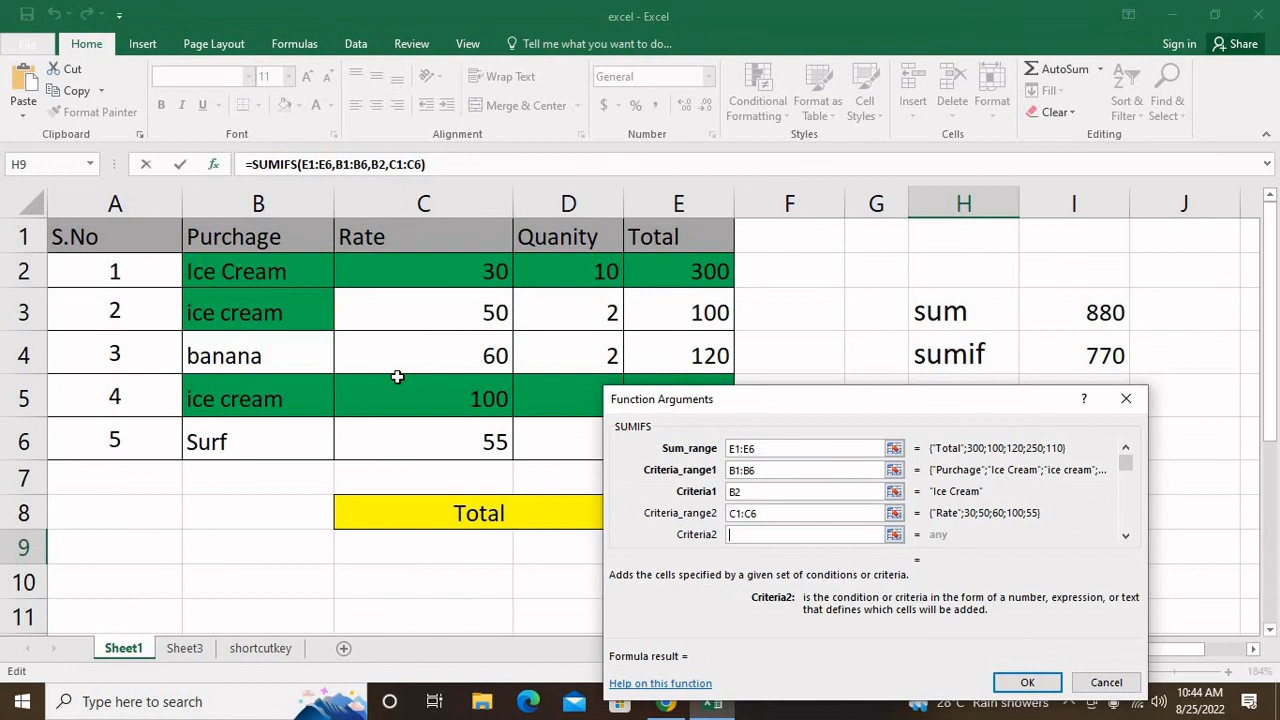 excel - Excel
File Home Insert Page Layout Formulas Data Review View Tell me what you want to do... Sign in Share
Paste
Cut
Copy
Format Painter
Clipboard
11 A A
B I U A
Font
Wrap Text
Merge & Center
Alignment
General
$ % ,
Number
Conditional Formatting
Format as Table
Cell Styles
Styles
Insert Delete Format
Cells
AutoSum
Fill
Clear
Sort & Filter
Find & Select
Editing
H9 fx =SUMIFS(E1:E6,B1:B6,B2,C1:C6)
A B C D E F G H I J
1 S.No Purchage Rate Quanity Total
2 1 Ice Cream 30 10 300
3 2 ice cream 50 2 100 sum 880
4 3 banana 60 2 120 sumif 770
5 4 ice cream 100
6 5 Surf 55
7
8 Total
9
10
11
Function Arguments ?
SUMIFS
Sum_range E1:E6 = {"Total";300;100;120;250;110}
Criteria_range1 B1:B6 = {"Purchage";"Ice Cream";"ice cream";...
Criteria1 B2 = "Ice Cream"
Criteria_range2 C1:C6 = {"Rate";30;50;60;100;55}
Criteria2 = any
=
Adds the cells specified by a given set of conditions or criteria.
Criteria2: is the condition or criteria in the form of a number, expression, or text
that defines which cells will be added.
Formula result =
Help on this function
OK Cancel
Sheet1 Sheet3 shortcutkey
Edit 184%
Type here to search
28°C Rain showers
10:44 AM
8/25/2022